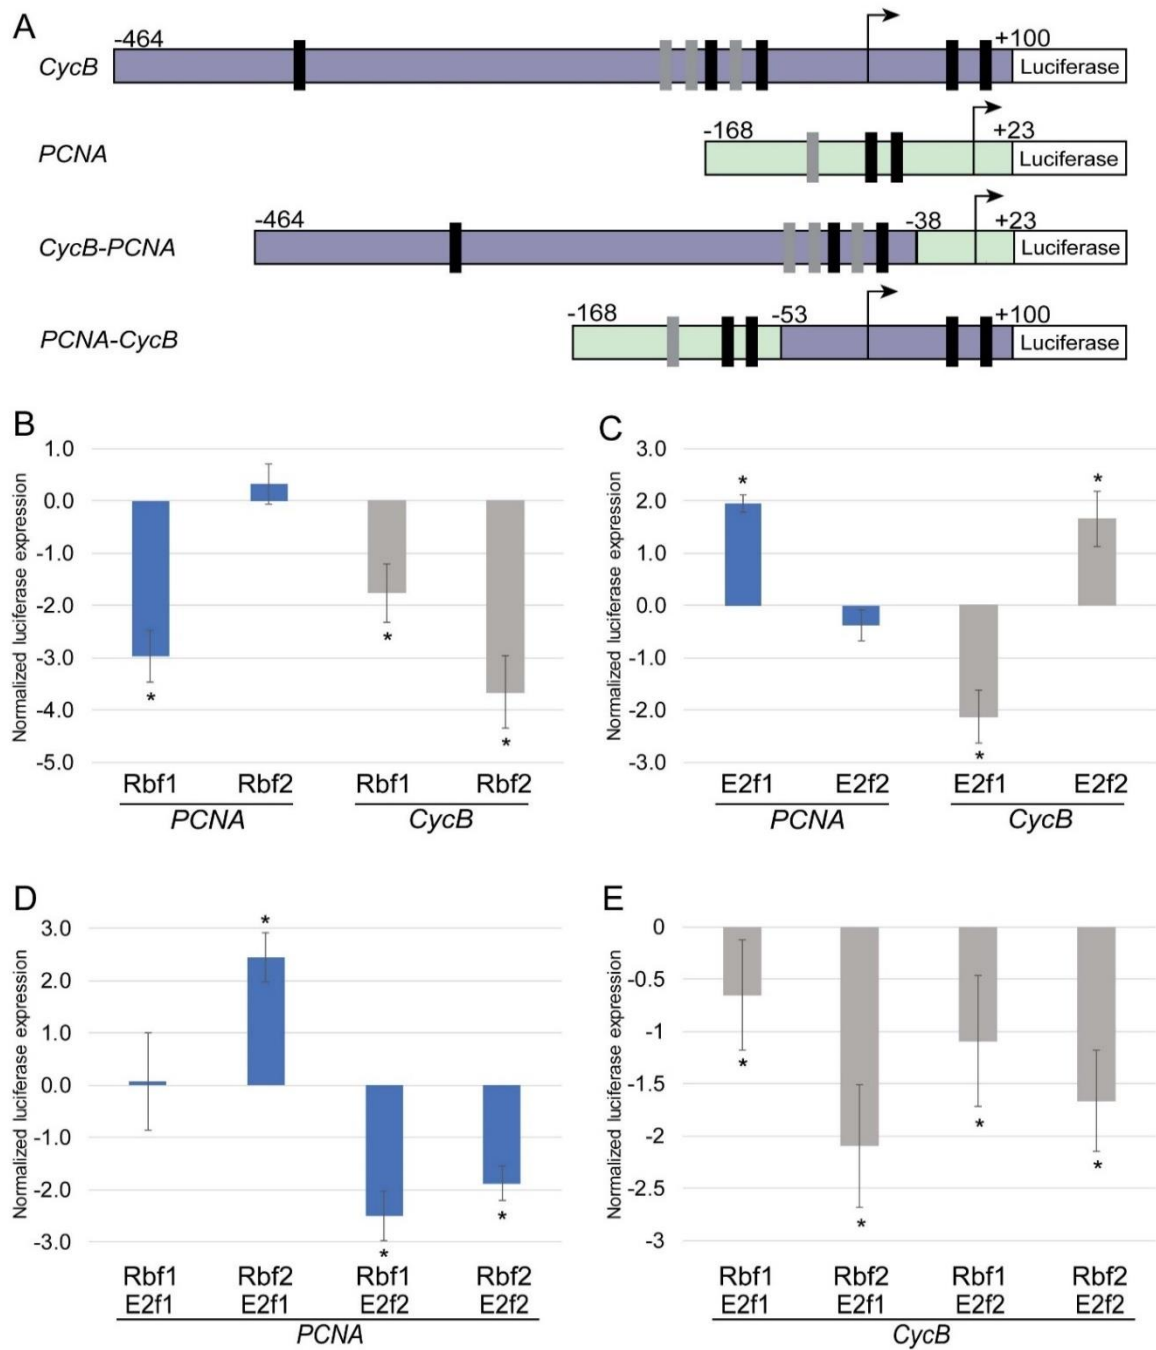 A
-464
+100
CycB
Luciferase
-168
+23
PCNA
Luciferase
-464
-38
+23
CycB-PCNA
Luciferase
-168
-53
+100
PCNA-CycB
Luciferase
B
Normalized luciferase expression
1.0
0.0
-1.0
-2.0
-3.0
-4.0
-5.0
*
*
*
Rbf1 Rbf2 Rbf1 Rbf2
PCNA CycB
C
Normalized luciferase expression
3.0
2.0
1.0
0.0
-1.0
-2.0
-3.0
*
*
*
E2f1 E2f2 E2f1 E2f2
PCNA CycB
D
Normalized luciferase expression
3.0
2.0
1.0
0.0
-1.0
-2.0
-3.0
*
*
*
Rbf1 Rbf2 Rbf1 Rbf2
E2f1 E2f1 E2f2 E2f2
PCNA
E
Normalized luciferase expression
0
-0.5
-1
-1.5
-2
-2.5
-3
*
*
*
*
Rbf1 Rbf2 Rbf1 Rbf2
E2f1 E2f1 E2f2 E2f2
CycB